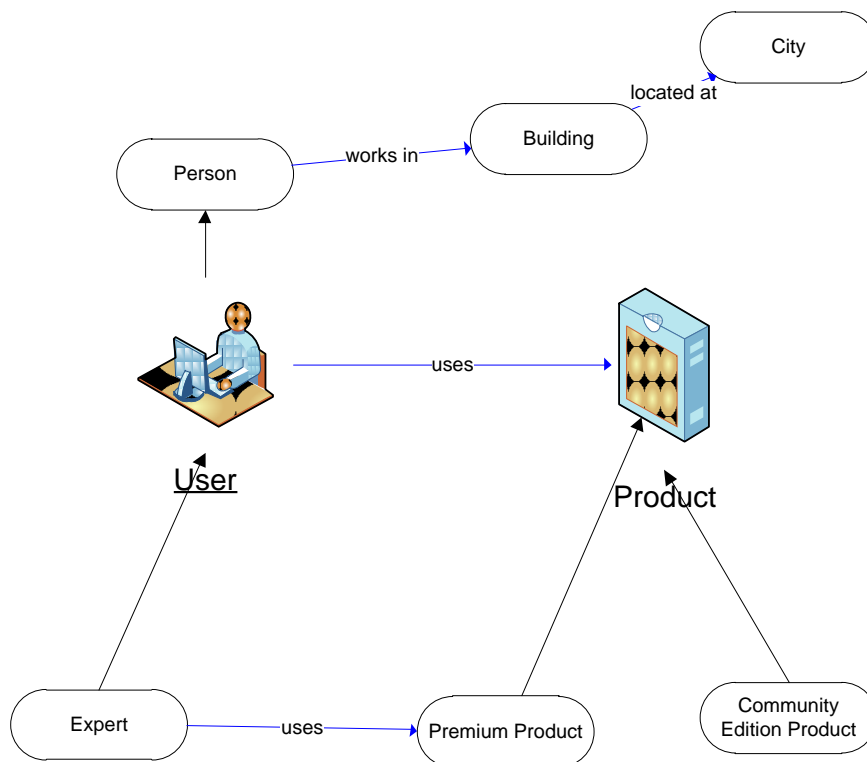 City
located at
Building
works in
Person
uses
User
Product
Expert
uses
Premium Product
Community
Edition Product